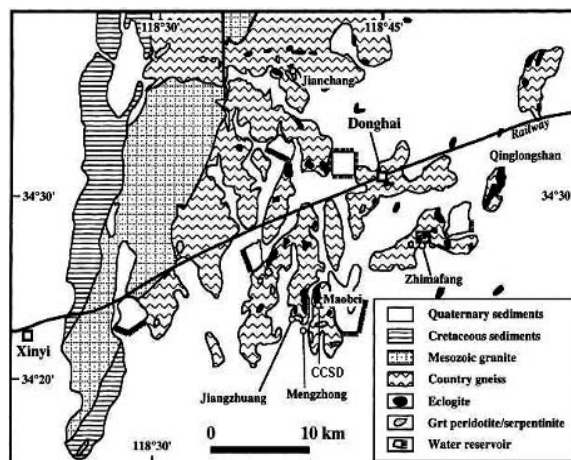 118°30' 118°45'
Jianchang
Donghai
Railway
Qinglongshan
34°30' 34°30'
Zhimafang
Maobei
Xinyi
CCSD
Jiangzhuang Mengzhong
34°20'
118°30' 0 10 km
Quaternary sediments
Cretaceous sediments
Mesozoic granite
Country gneiss
Eclogite
Grt peridotite/serpentinite
Water reservoir